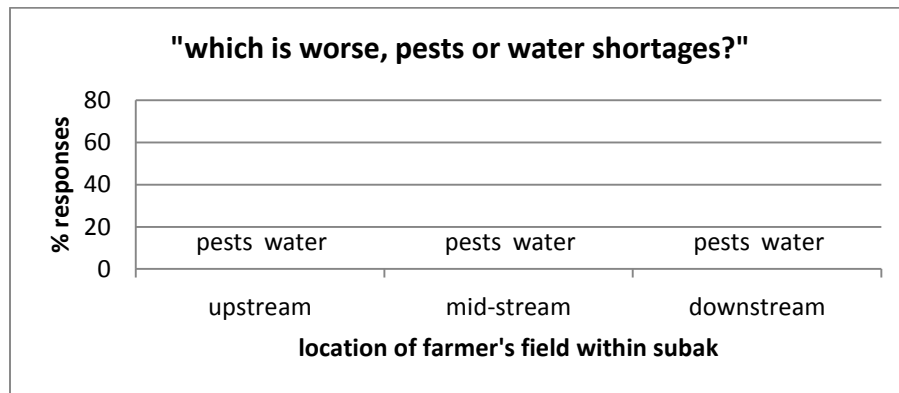 "which is worse, pests or water shortages?"
80
60
40
20
0
% responses
pests water pests water pests water
upstream mid-stream downstream
location of farmer's field within subak